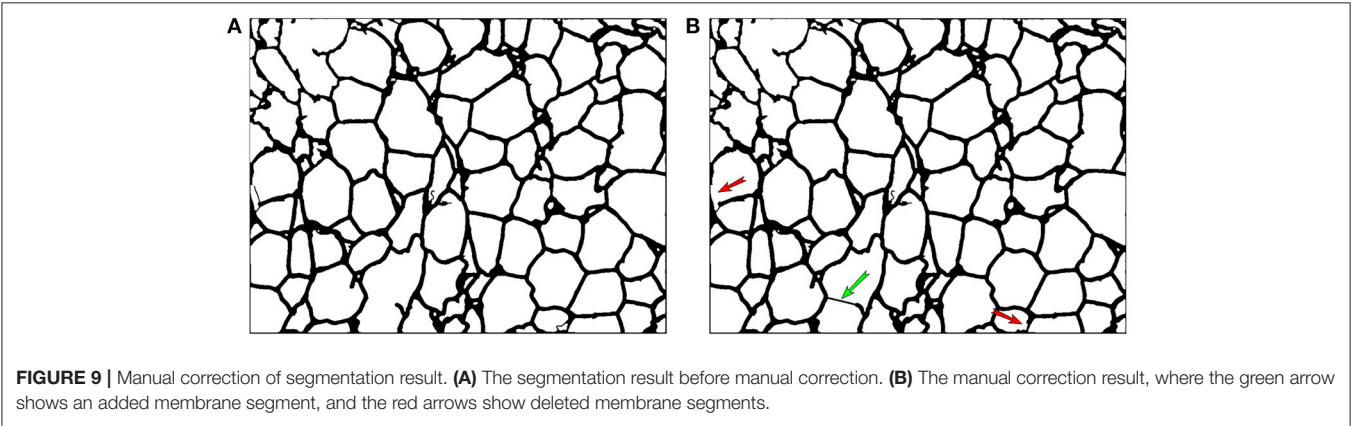 A B
FIGURE 9 | Manual correction of segmentation result. (A) The segmentation result before manual correction. (B) The manual correction result, where the green arrow
shows an added membrane segment, and the red arrows show deleted membrane segments.